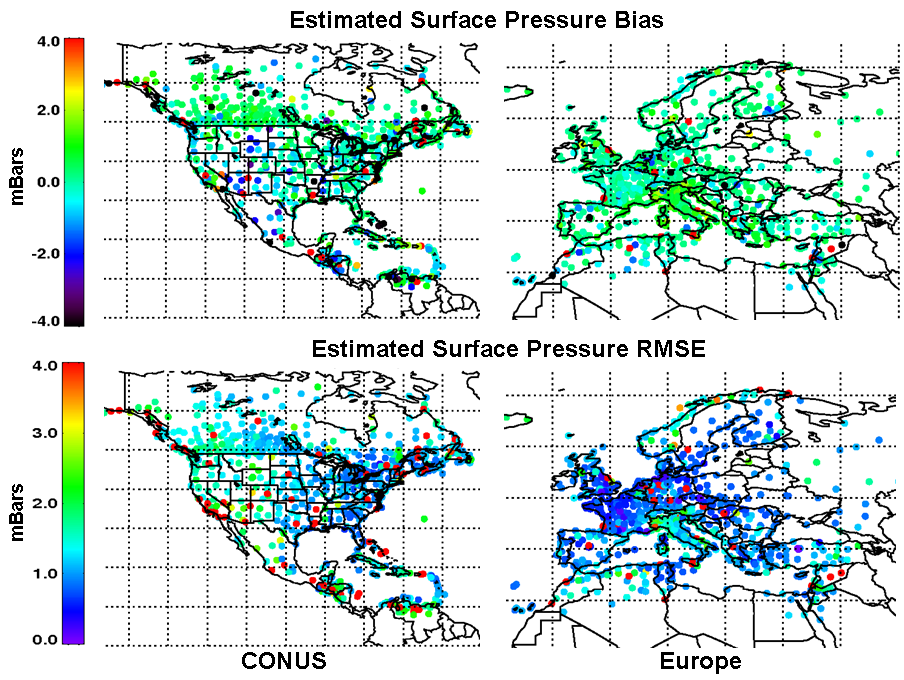 Estimated Surface Pressure Bias
4.0
2.0
0.0
-2.0
-4.0
mBars
Estimated Surface Pressure RMSE
4.0
3.0
2.0
1.0
0.0
mBars
CONUS
Europe